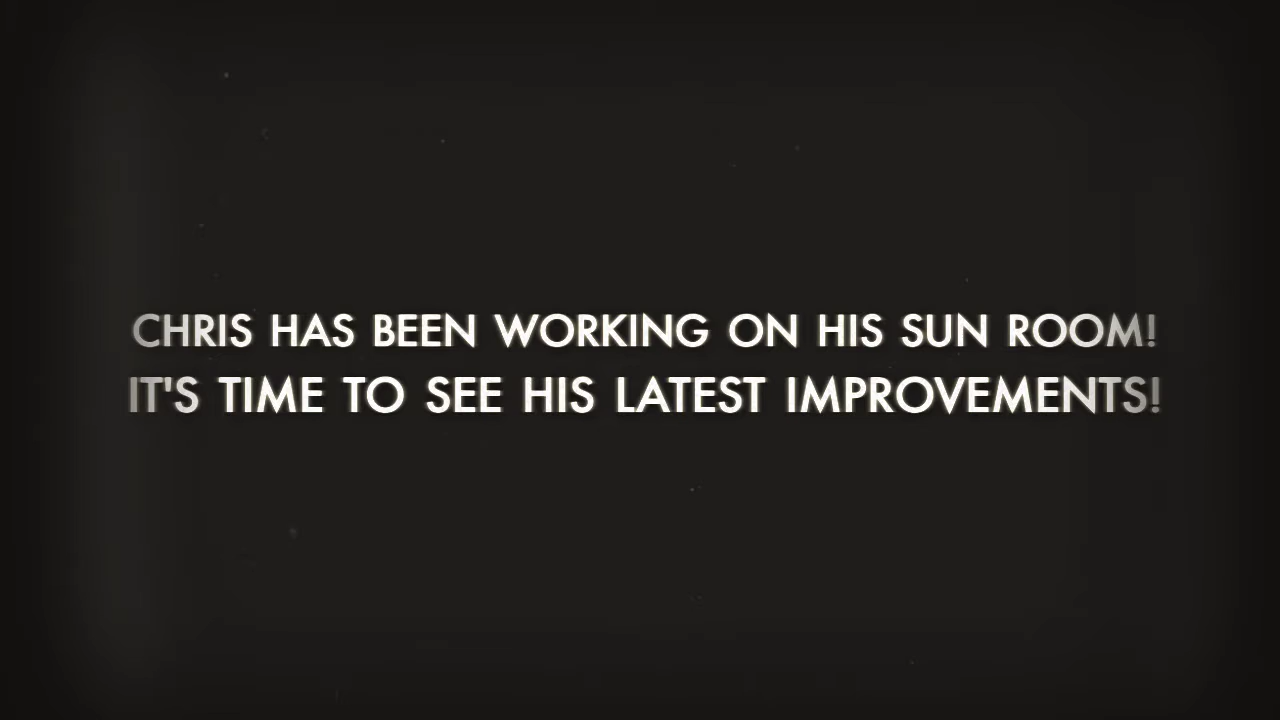 CHRIS HAS BEEN WORKING ON HIS SUN ROOM!
IT'S TIME TO SEE HIS LATEST IMPROVEMENTS!